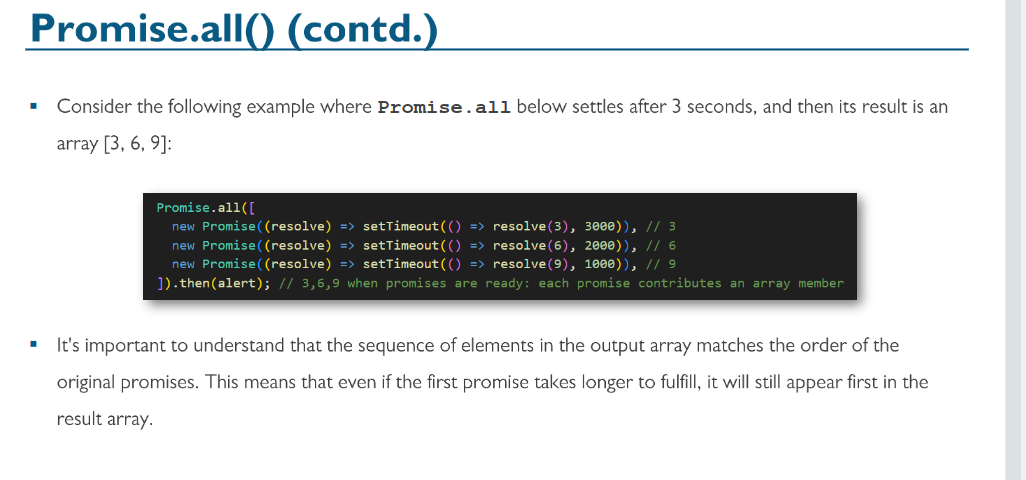 Promise.all() (contd.)
▪ Consider the following example where Promise.all below settles after 3 seconds, and then its result is an
array [3, 6, 9]:
Promise.all([
  new Promise((resolve) => setTimeout(() => resolve(3), 3000)), // 3
  new Promise((resolve) => setTimeout(() => resolve(6), 2000)), // 6
  new Promise((resolve) => setTimeout(() => resolve(9), 1000)), // 9
]).then(alert); // 3,6,9 when promises are ready: each promise contributes an array member
▪ It's important to understand that the sequence of elements in the output array matches the order of the
original promises. This means that even if the first promise takes longer to fulfill, it will still appear first in the
result array.